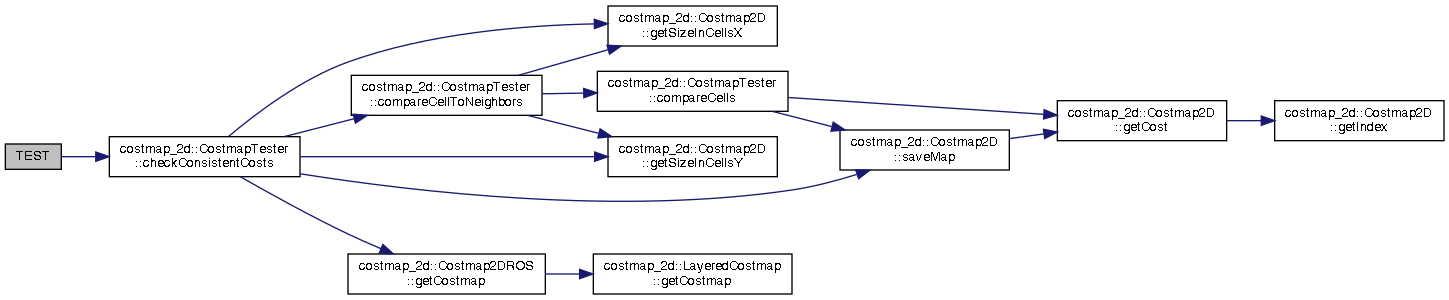 TEST
costmap_2d::CostmapTester
::checkConsistentCosts
costmap_2d::Costmap2D
::getSizeInCellsX
costmap_2d::CostmapTester
::compareCellToNeighbors
costmap_2d::CostmapTester
::compareCells
costmap_2d::Costmap2D
::getSizeInCellsY
costmap_2d::Costmap2D
::saveMap
costmap_2d::Costmap2D
::getCost
costmap_2d::Costmap2D
::getIndex
costmap_2d::Costmap2DROS
::getCostmap
costmap_2d::LayeredCostmap
::getCostmap